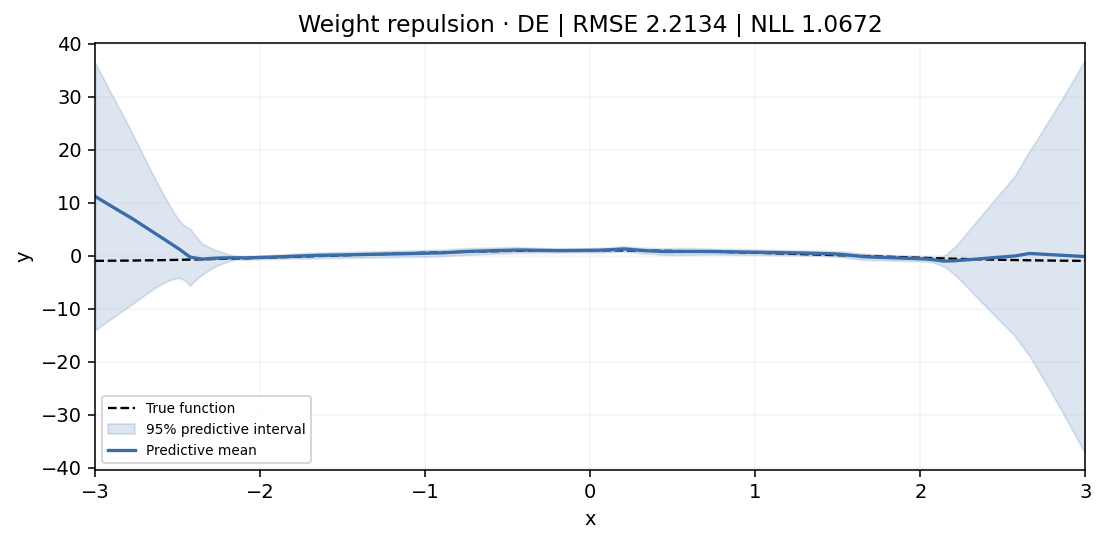 Weight repulsion · DE | RMSE 2.2134 | NLL 1.0672
40
30
20
10
0
−10
−20
−30
−40
y
True function
95% predictive interval
Predictive mean
−3
−2
−1
0
1
2
3
x